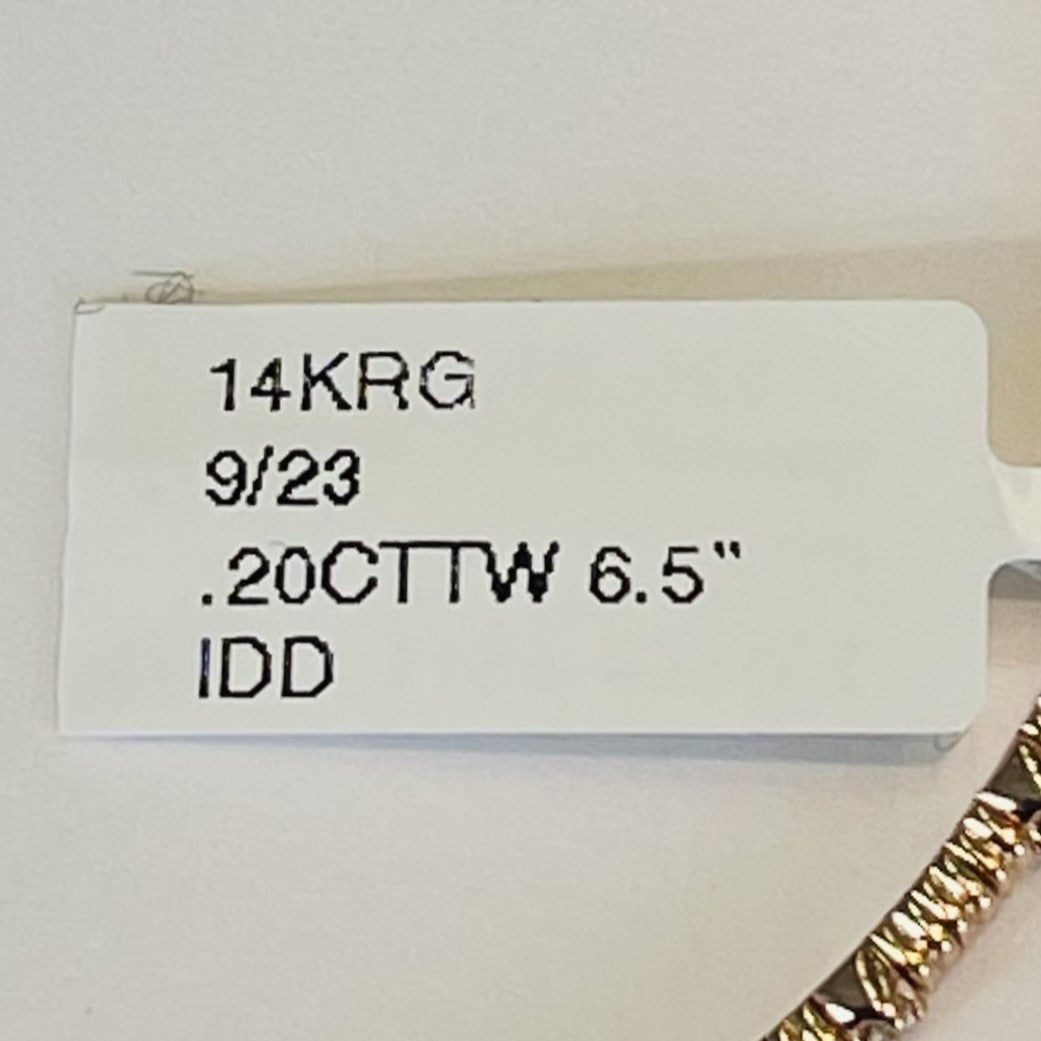 14KRG
9/23
.20CTTW 6.5"
IDD